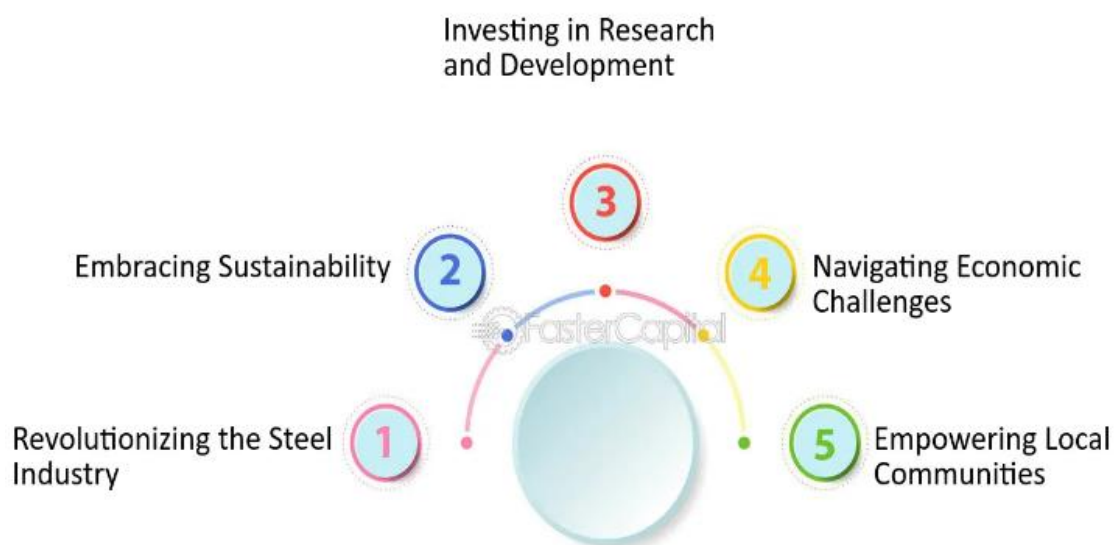 Investing in Research
and Development
3
Embracing Sustainability
2
4
Navigating Economic
Challenges
FasterCapital
Revolutionizing the Steel
Industry
1
5
Empowering Local
Communities